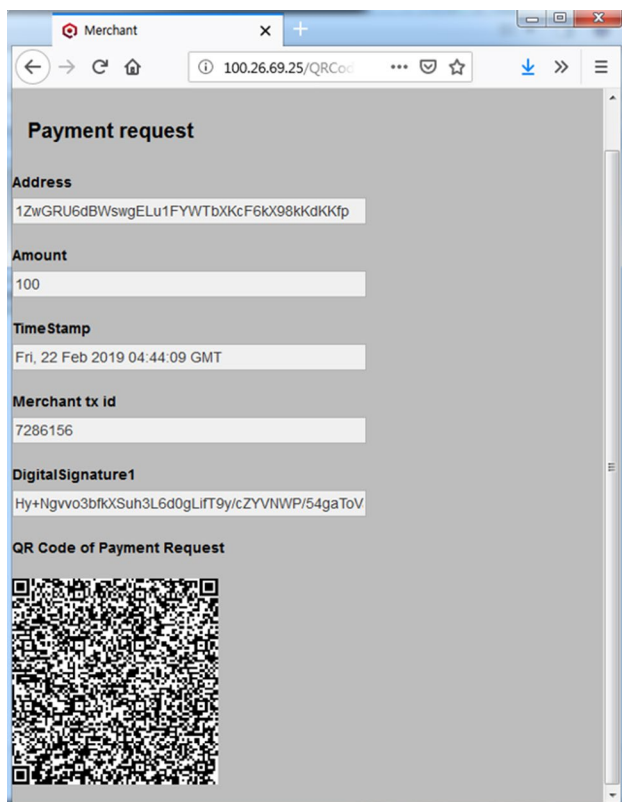 Merchant
100.26.69.25/QRCod
Payment request
Address
1ZwGRU6dBWswgELu1FYWTbXKcF6kX98kKdKKfp
Amount
100
TimeStamp
Fri, 22 Feb 2019 04:44:09 GMT
Merchant tx id
7286156
DigitalSignature1
Hy+Ngvvo3bfkXSuh3L6d0gLifT9y/cZYVNWP/54gaToV
QR Code of Payment Request